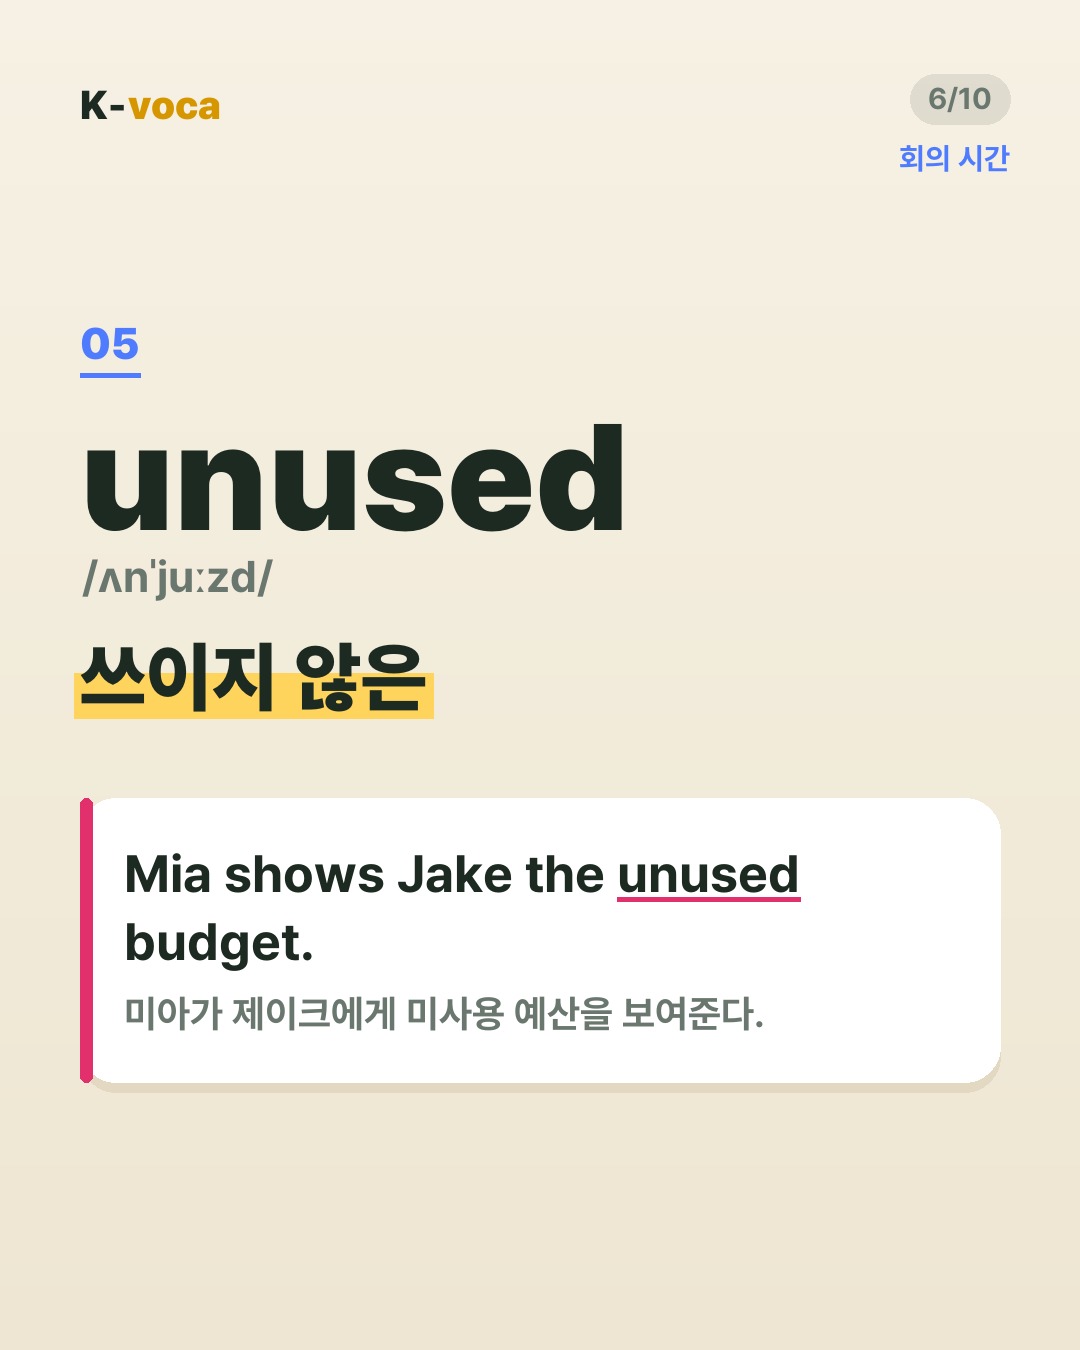 K-voca
6/10
회의 시간
05
unused
/ʌnˈjuːzd/
쓰이지 않은
Mia shows Jake the unused
budget.
미아가 제이크에게 미사용 예산을 보여준다.